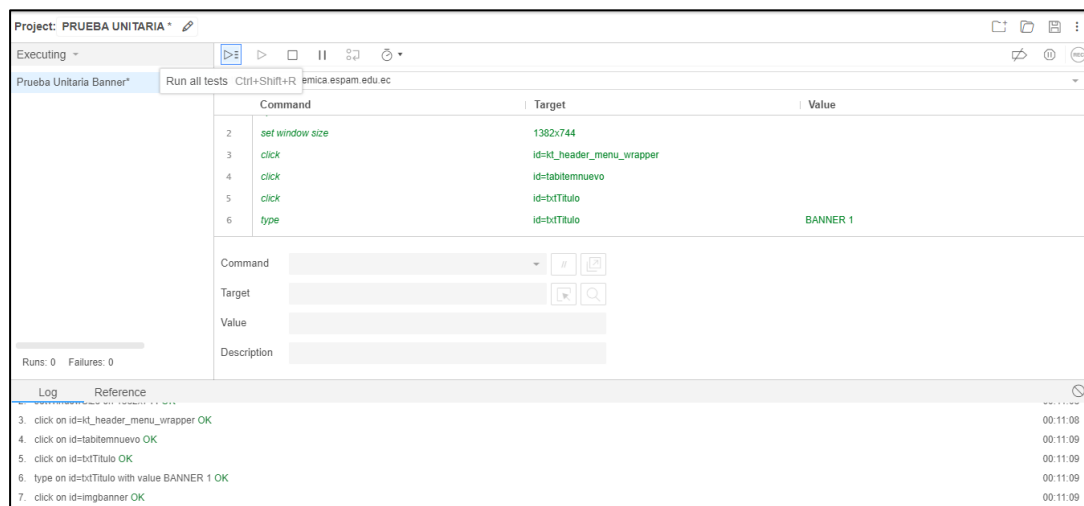 Project: PRUEBA UNITARIA*
Executing
Prueba Unitaria Banner*
Run all tests Ctrl+Shift+R
emica.espam.edu.ec
Command Target Value
2 set window size 1382x744
3 click id=kt_header_menu_wrapper
4 click id=tabitemnuevo
5 click id=txtTitulo
6 type id=txtTitulo BANNER 1
Command
//
Target
Value
Description
Runs: 0 Failures: 0
Log Reference
3. click on id=kt_header_menu_wrapper OK 00:11:08
4. click on id=tabitemnuevo OK 00:11:09
5. click on id=txtTitulo OK 00:11:09
6. type on id=txtTitulo with value BANNER 1 OK 00:11:09
7. click on id=imgbanner OK 00:11:09